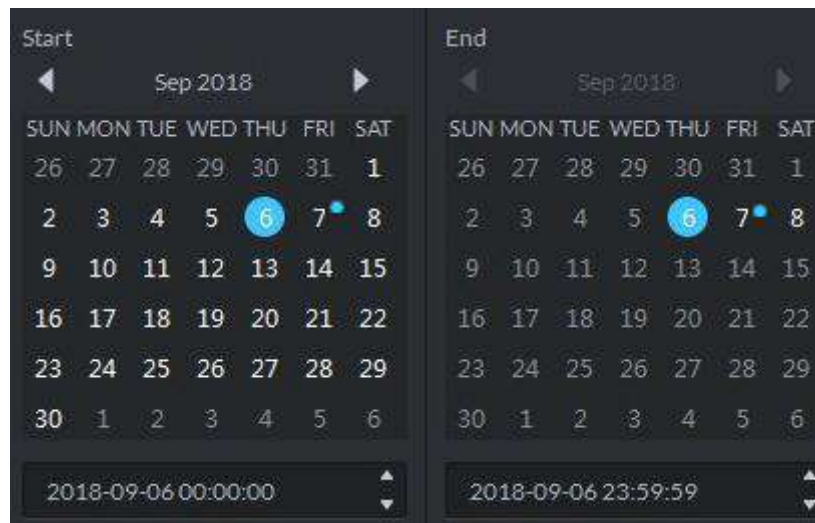 Start
Sep 2018
SUN MON TUE WED THU FRI SAT
26 27 28 29 30 31 1
2 3 4 5 6 7 8
9 10 11 12 13 14 15
16 17 18 19 20 21 22
23 24 25 26 27 28 29
30 1 2 3 4 5 6
2018-09-06 00:00:00
End
Sep 2018
SUN MON TUE WED THU FRI SAT
26 27 28 29 30 31 1
2 3 4 5 6 7 8
9 10 11 12 13 14 15
16 17 18 19 20 21 22
23 24 25 26 27 28 29
30 1 2 3 4 5 6
2018-09-06 23:59:59